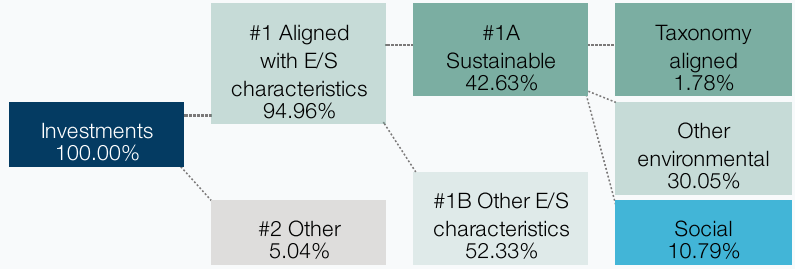 Investments
100.00%
#1 Aligned
with E/S
characteristics
94.96%
#2 Other
5.04%
#1A
Sustainable
42.63%
#1B Other E/S
characteristics
52.33%
Taxonomy
aligned
1.78%
Other
environmental
30.05%
Social
10.79%